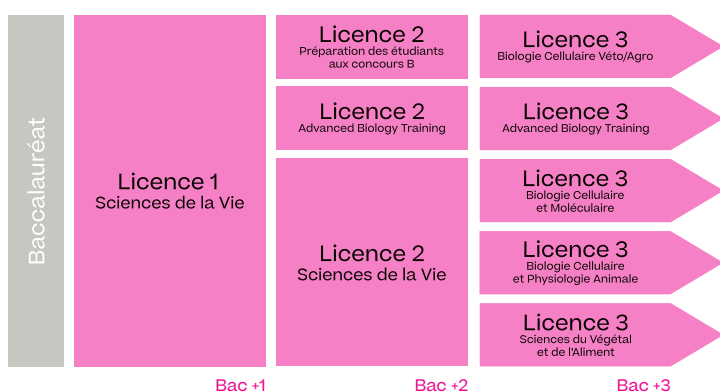 Baccalauréat
Licence 1
Sciences de la Vie
Licence 2
Préparation des étudiants
aux concours B
Licence 2
Advanced Biology Training
Licence 2
Sciences de la Vie
Licence 3
Biologie Cellulaire Véto/Agro
Licence 3
Advanced Biology Training
Licence 3
Biologie Cellulaire
et Moléculaire
Licence 3
Biologie Cellulaire
et Physiologie Animale
Licence 3
Sciences du Végétal
et de l'Aliment
Bac +1
Bac +2
Bac +3